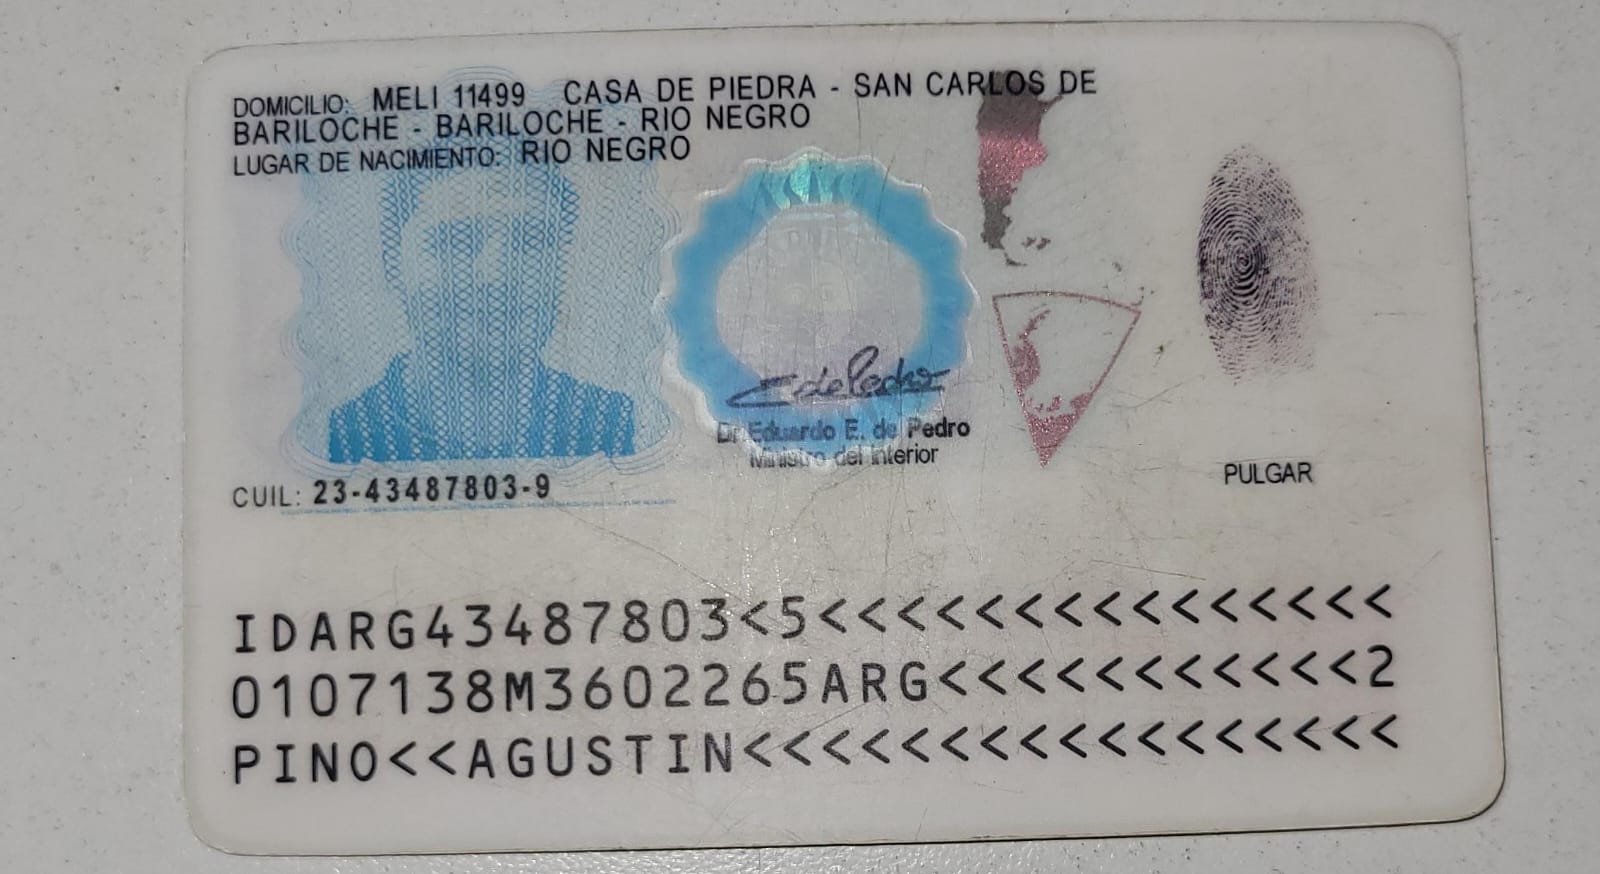 DOMICILIO: MELI 11499 CASA DE PIEDRA - SAN CARLOS DE
BARILOCHE - BARILOCHE - RIO NEGRO
LUGAR DE NACIMIENTO: RIO NEGRO
EdePedro
Dr. Eduardo E. de Pedro
Ministro del Interior
PULGAR
CUIL: 23-43487803-9
IDARG43487803<5<<<<<<<<<<<<<<<
0107138M3602265ARG<<<<<<<<<<<2
PINO<<AGUSTIN<<<<<<<<<<<<<<<<<